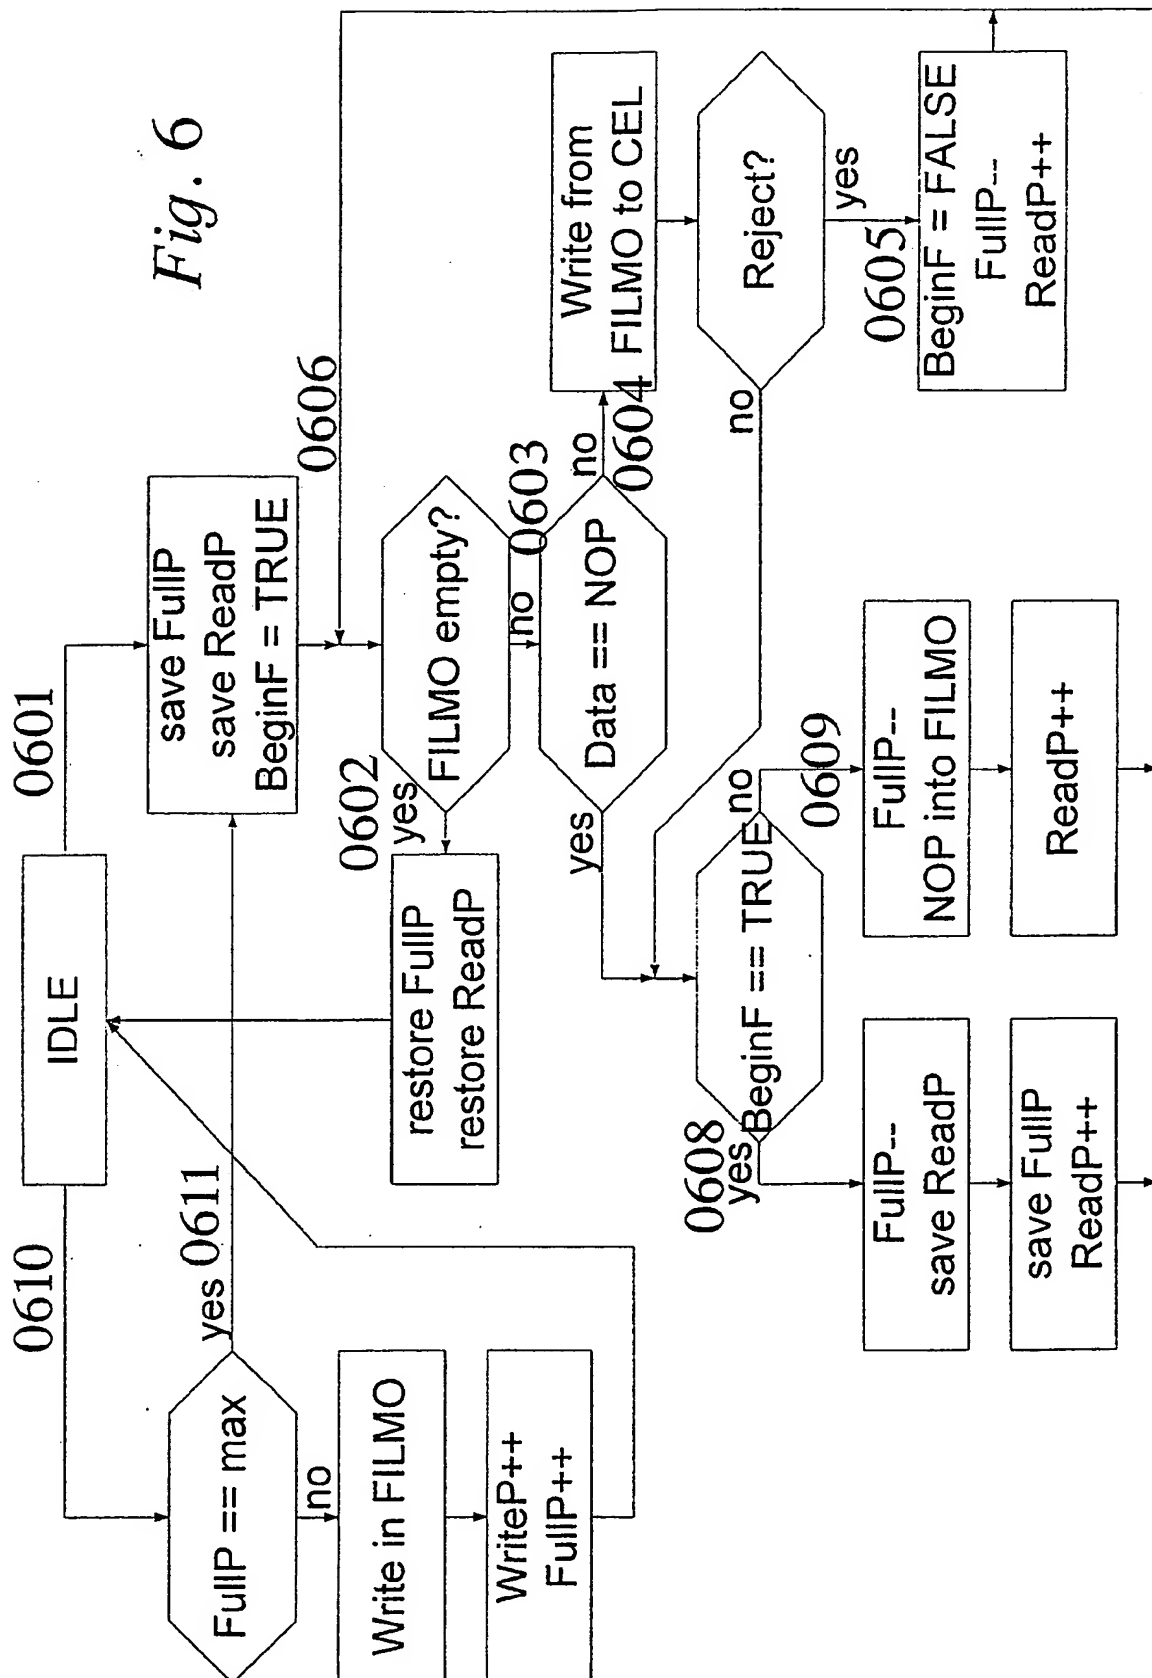 Fig. 6
0610
0601
IDLE
FullP == max
yes
0611
save FullP
save ReadP
BeginF = TRUE
0606
no
Write in FILMO
WriteP++
FullP++
0602
yes
FILMO empty?
restore FullP
restore ReadP
no
0603
Data == NOP
no
0604
yes
Write from
FILMO to CEL
Reject?
no
yes
0605
BeginF = FALSE
FullP--
ReadP++
0608
yes
BeginF == TRUE
no
0609
FullP--
save ReadP
save FullP
ReadP++
FullP--
NOP into FILMO
ReadP++